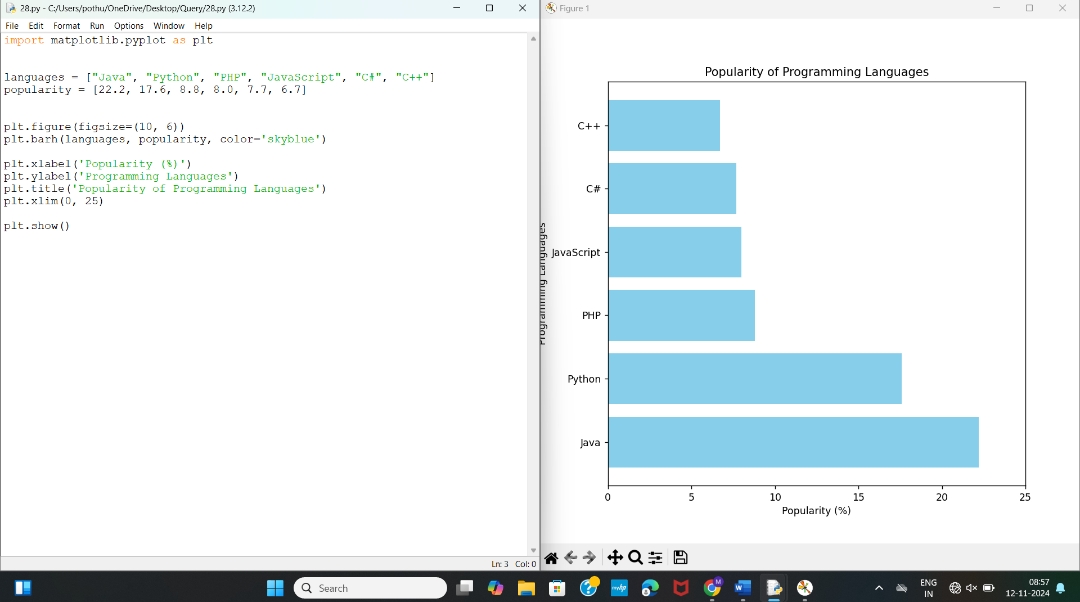 28.py - C:/Users/pothu/OneDrive/Desktop/Query/28.py (3.12.2)
File Edit Format Run Options Window Help
import matplotlib.pyplot as plt
languages = ["Java", "Python", "PHP", "JavaScript", "C#", "C++"]
popularity = [22.2, 17.6, 8.8, 8.0, 7.7, 6.7]
plt.figure(figsize=(10, 6))
plt.barh(languages, popularity, color='skyblue')
plt.xlabel('Popularity (%)')
plt.ylabel('Programming Languages')
plt.title('Popularity of Programming Languages')
plt.xlim(0, 25)
plt.show()
Ln: 3 Col: 0
Figure 1
Popularity of Programming Languages
Programming Languages
C++
C#
JavaScript
PHP
Python
Java
0 5 10 15 20 25
Popularity (%)
Search
ENG
IN
08:57
12-11-2024